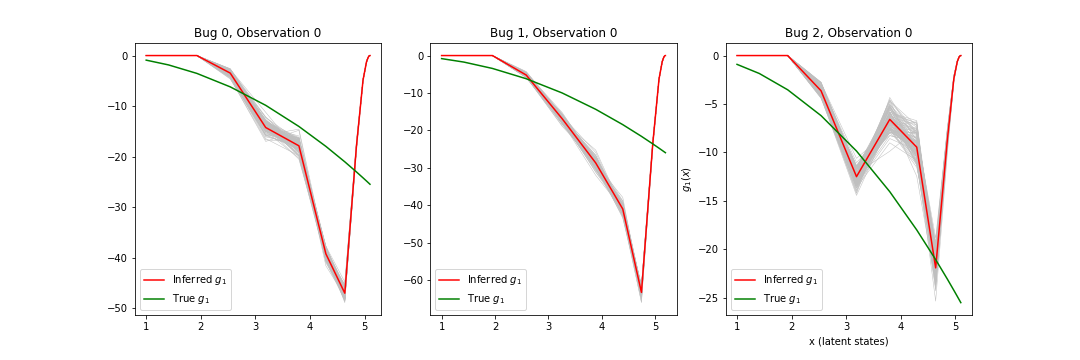 Bug 0, Observation 0
0
−10
−20
−30
−40
−50
1 2 3 4 5
Inferred g₁
True g₁
Bug 1, Observation 0
0
−10
−20
−30
−40
−50
−60
1 2 3 4 5
Inferred g₁
True g₁
Bug 2, Observation 0
g₁(x)
0
−5
−10
−15
−20
−25
1 2 3 4 5
x (latent states)
Inferred g₁
True g₁